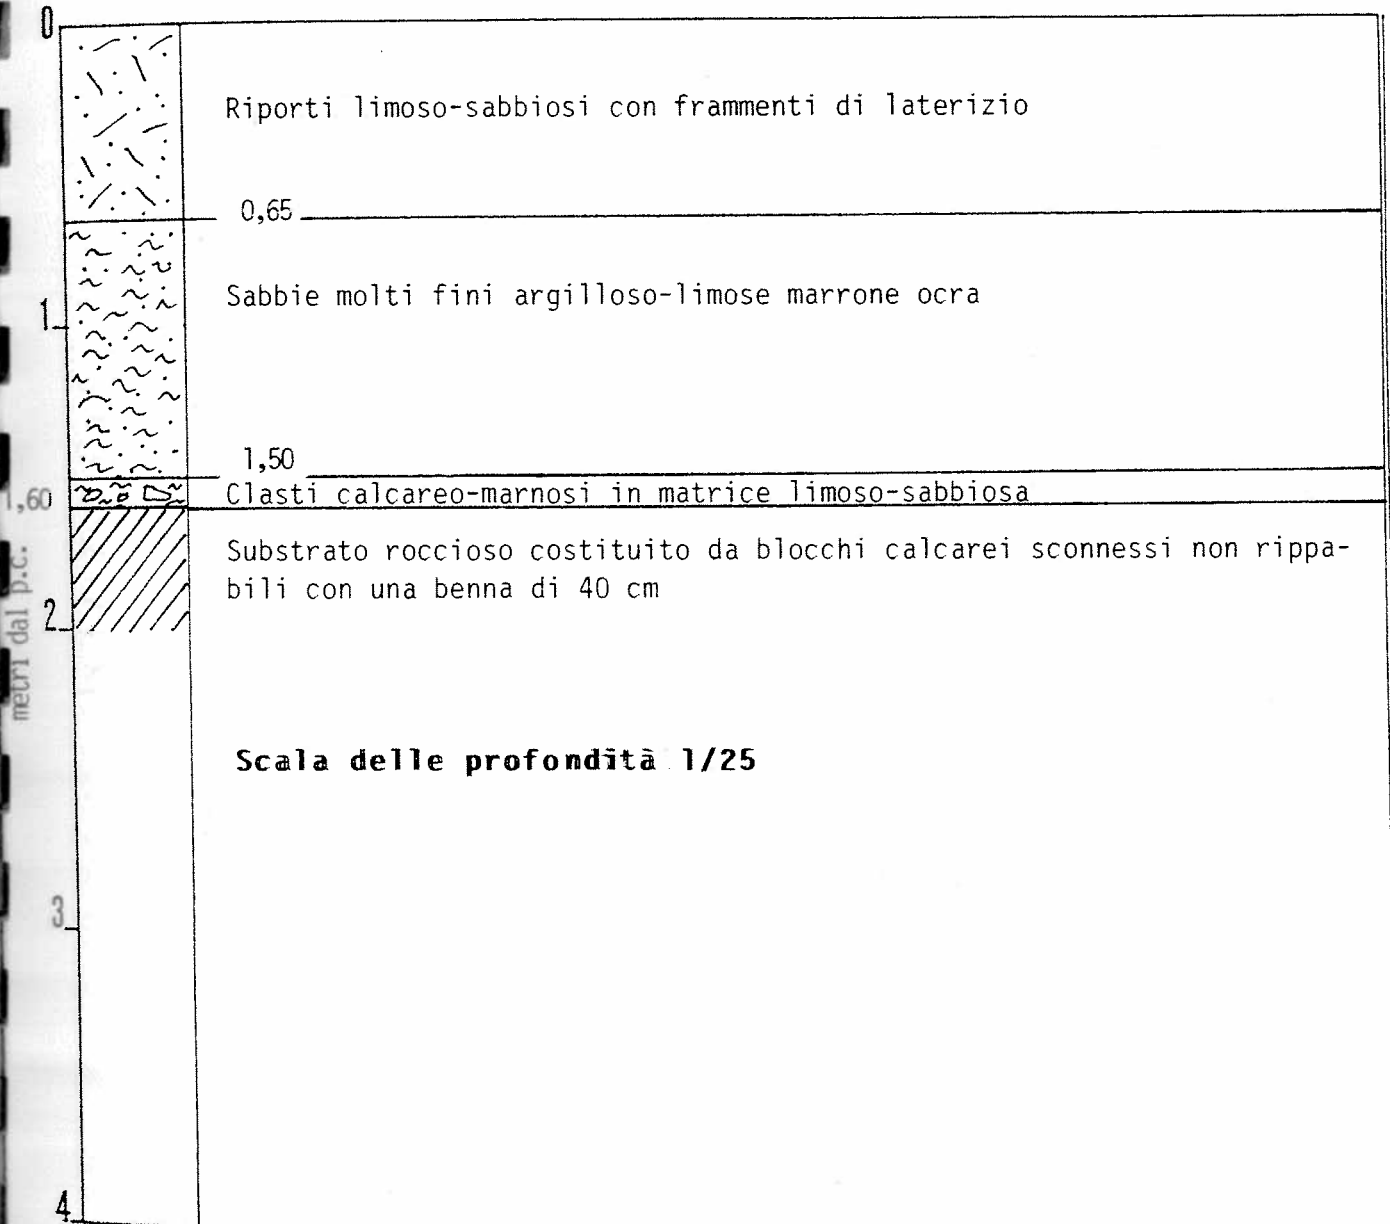 0
Riporti limoso-sabbiosi con frammenti di laterizio
0,65
Sabbie molti fini argilloso-limose marrone ocra
1
1,50
Clasti calcareo-marnosi in matrice limoso-sabbiosa
1,60
Substrato roccioso costituito da blocchi calcarei sconnessi non rippa-
bili con una benna di 40 cm
2
metri dal p.c.
Scala delle profondità 1/25
3
4